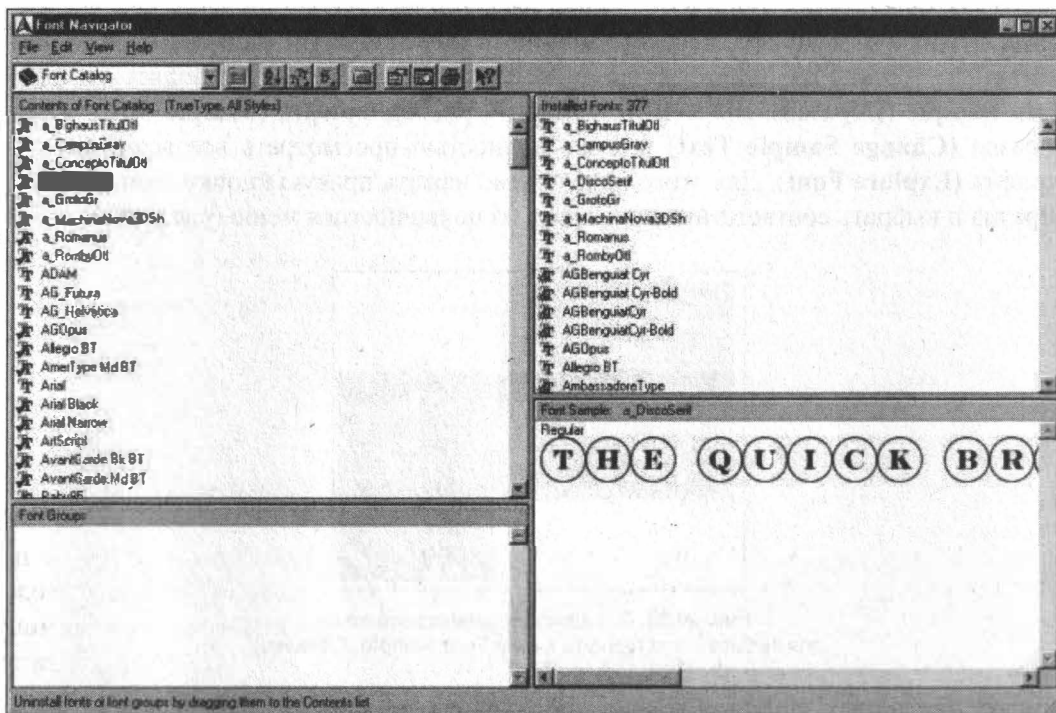 Font Navigator
File Edit View Help
Font Catalog
Contents of Font Catalog: (TrueType, All Styles)
a_BighausTitulOtl
a_CampusGrav
a_ConceptoTitulOtl
a_GrotoGr
a_MachinaNova3DSh
a_Romanus
a_RombyOtl
ADAM
AG_Futura
AG_Helvetica
AGOpus
Allegro BT
AmerType Md BT
Arial
Arial Black
Arial Narrow
ArtScript
AvantGarde Bk BT
AvantGarde Md BT
Baby95
Font Groups
Installed Fonts: 377
a_BighausTitulOtl
a_CampusGrav
a_ConceptoTitulOtl
a_DiscoSerif
a_GrotoGr
a_MachinaNova3DSh
a_Romanus
a_RombyOtl
AGBenguiat Cyr
AGBenguiat Cyr-Bold
AGBenguiatCyr
AGBenguiatCyr-Bold
AGOpus
Allegro BT
AmbassadoreType
Font Sample: a_DiscoSerif
Regular
THE QUICK BR
Uninstall fonts or font groups by dragging them to the Contents list